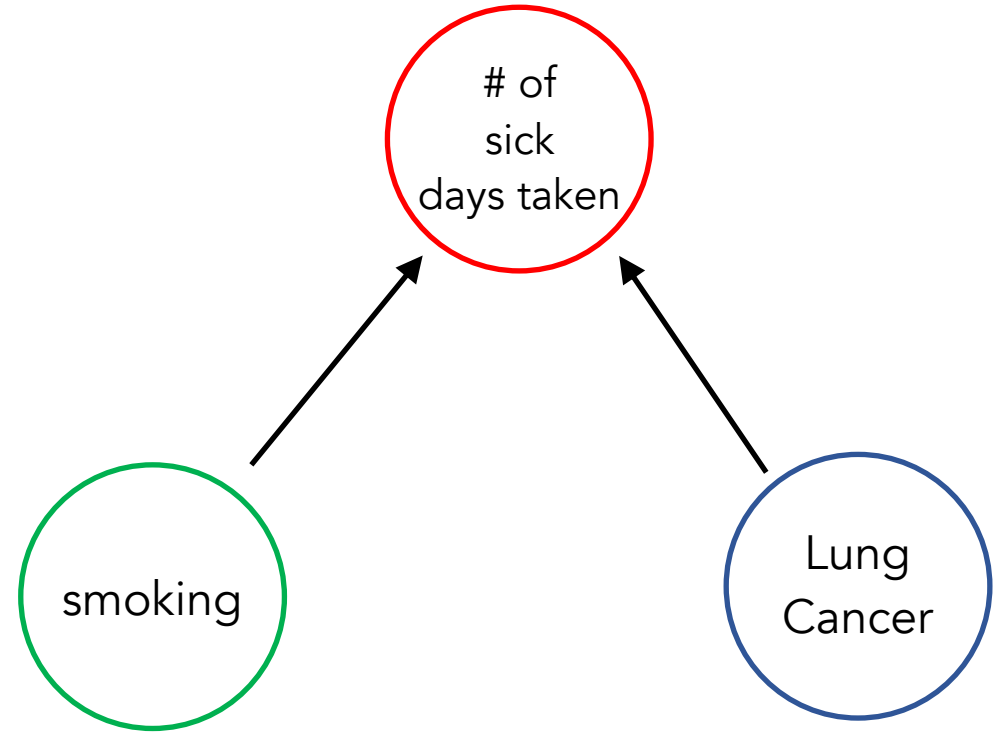 # of
sick
days taken
smoking
Lung
Cancer